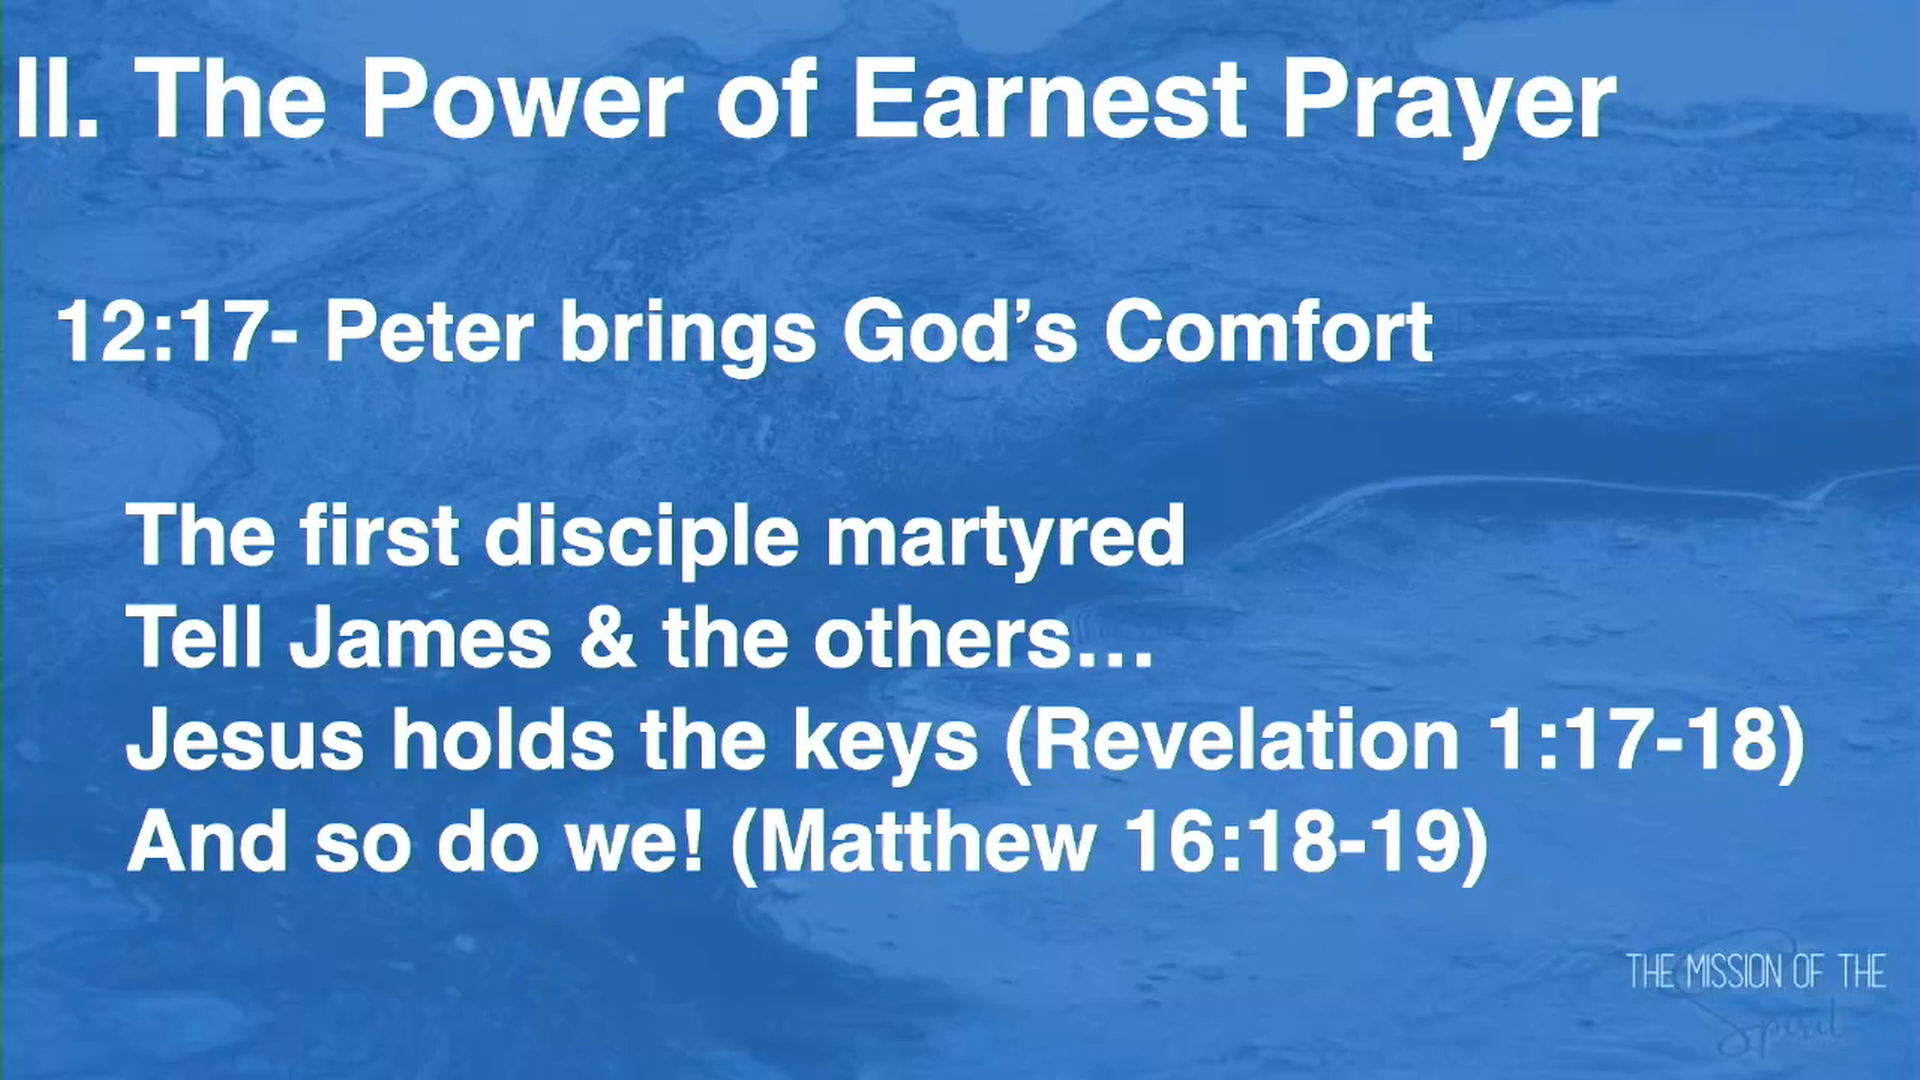 II. The Power of Earnest Prayer
12:17- Peter brings God’s Comfort
The first disciple martyred
Tell James & the others…
Jesus holds the keys (Revelation 1:17-18)
And so do we! (Matthew 16:18-19)
THE MISSION OF THE
Spirit